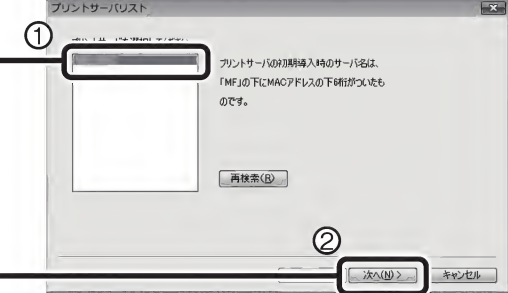 プリントサーバリスト
①
プリントサーバの初期導入時のサーバ名は、
「MF」の下にMACアドレスの下6桁がついたも
のです。
再検索(R)
②
次へ(N) >
キャンセル